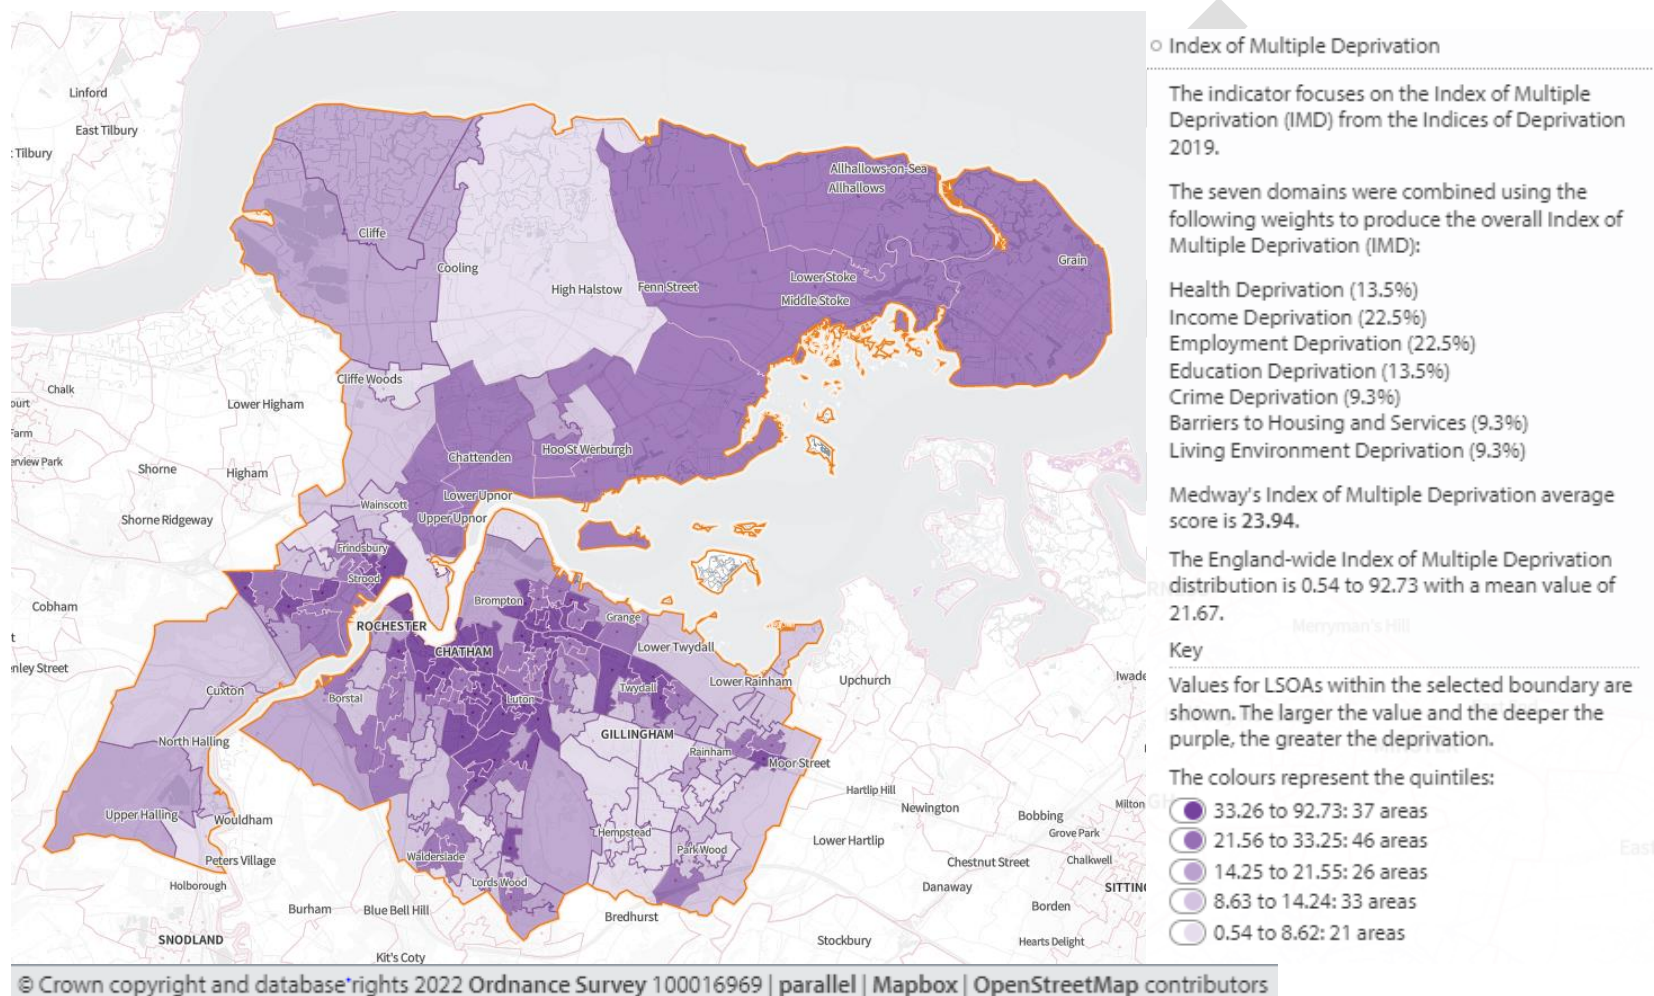 Linford
East Tilbury
Tilbury
Allhallows-on-Sea
Allhallows
Cliffe
Cooling
High Halstow
Fenn Street
Lower Stoke
Middle Stoke
Grain
Cliffe Woods
Chalk
Lower Higham
Shorne
Higham
Shorne Ridgeway
Chattenden
Hoo St Werburgh
Wainscott
Lower Upnor
Upper Upnor
Frindsbury
Strood
Cobham
ROCHESTER
Brompton
Grange
CHATHAM
Lower Twydall
Cuxton
Borstal
Luton
Twydall
Lower Rainham
Upchurch
North Halling
GILLINGHAM
Rainham
Moor Street
Hartlip Hill
Newington
Upper Halling
Wouldham
Hempstead
Park Wood
Lower Hartlip
Bobbing
Grove Park
Milton
Peters Village
Walderslade
Chestnut Street
Chalkwell
Holborough
Lords Wood
Danaway
Burham
Blue Bell Hill
Bredhurst
Borden
SNODLAND
Stockbury
Hearts Delight
Kit's Coty
Index of Multiple Deprivation
The indicator focuses on the Index of Multiple
Deprivation (IMD) from the Indices of Deprivation
2019.
The seven domains were combined using the
following weights to produce the overall Index of
Multiple Deprivation (IMD):
Health Deprivation (13.5%)
Income Deprivation (22.5%)
Employment Deprivation (22.5%)
Education Deprivation (13.5%)
Crime Deprivation (9.3%)
Barriers to Housing and Services (9.3%)
Living Environment Deprivation (9.3%)
Medway's Index of Multiple Deprivation average
score is 23.94.
The England-wide Index of Multiple Deprivation
distribution is 0.54 to 92.73 with a mean value of
21.67.
Merryman's Hill
Key
Values for LSOAs within the selected boundary are
shown. The larger the value and the deeper the
purple, the greater the deprivation.
The colours represent the quintiles:
33.26 to 92.73: 37 areas
21.56 to 33.25: 46 areas
14.25 to 21.55: 26 areas
8.63 to 14.24: 33 areas
0.54 to 8.62: 21 areas
© Crown copyright and database rights 2022 Ordnance Survey 100016969 | parallel | Mapbox | OpenStreetMap contributors